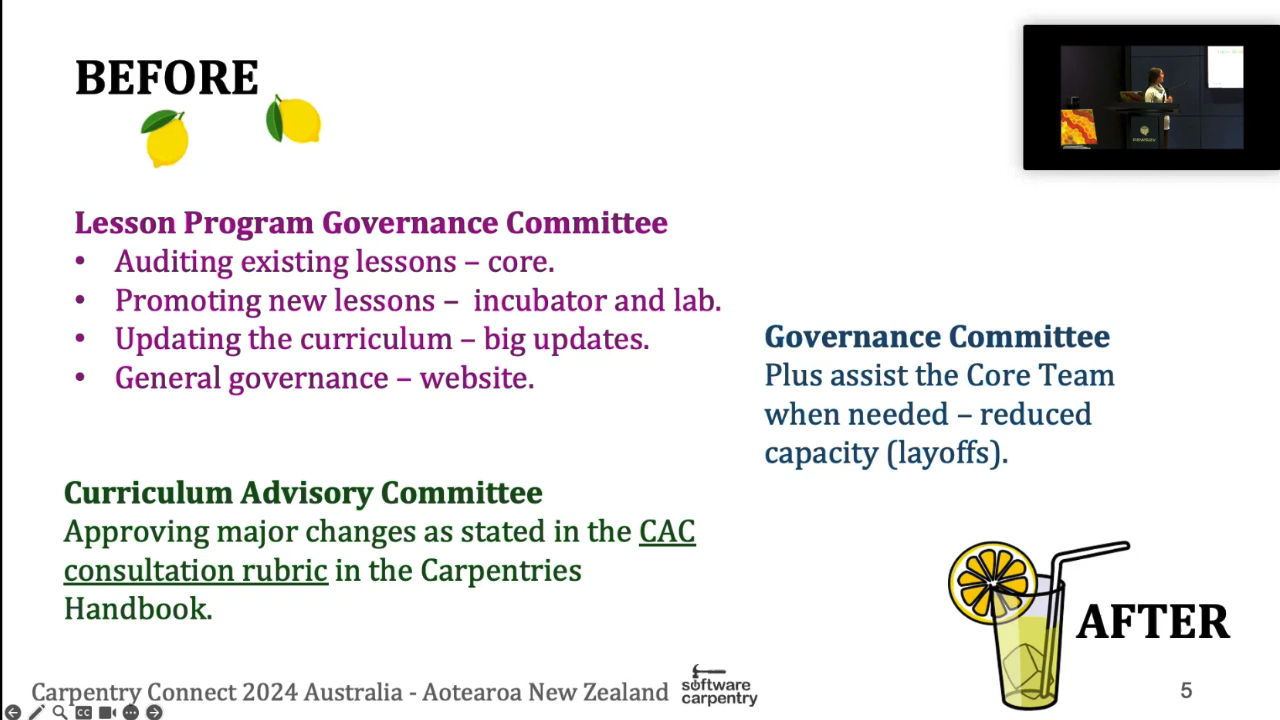 BEFORE
Lesson Program Governance Committee
• Auditing existing lessons – core.
• Promoting new lessons – incubator and lab.
• Updating the curriculum – big updates.
• General governance – website.
Governance Committee
Plus assist the Core Team
when needed – reduced
capacity (layoffs).
Curriculum Advisory Committee
Approving major changes as stated in the CAC
consultation rubric in the Carpentries
Handbook.
AFTER
Carpentry Connect 2024 Australia - Aotearoa New Zealand
software
carpentry
5
CC